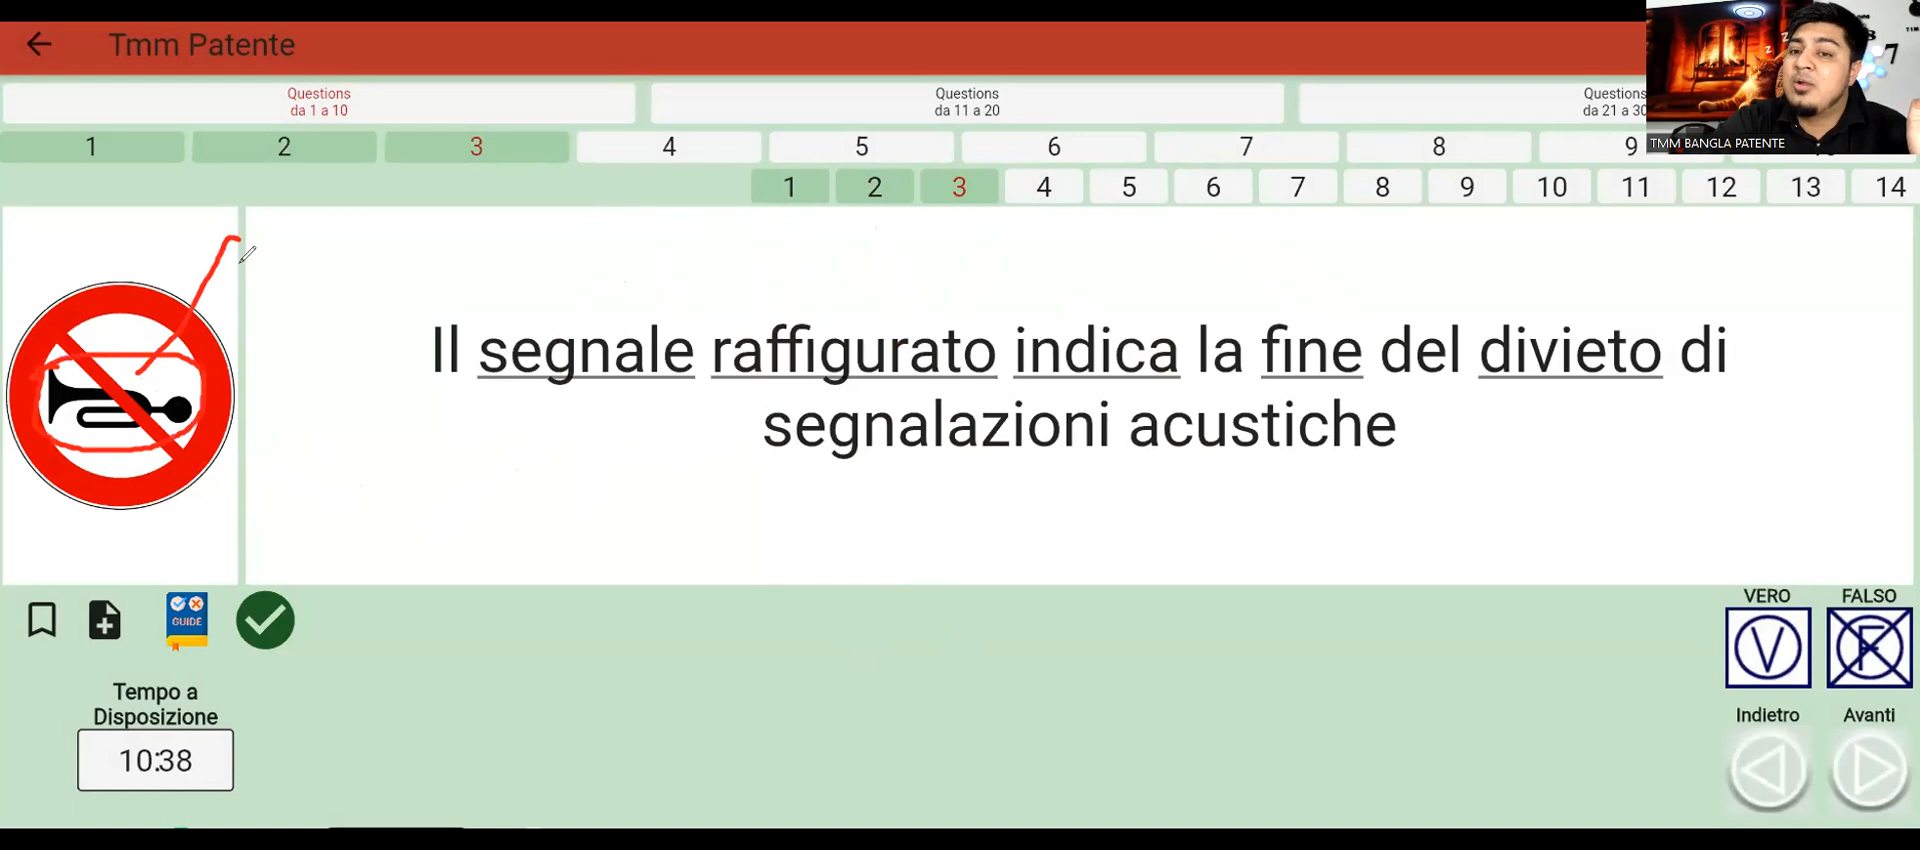 Tmm Patente
Questions
da 1 a 10
Questions
da 11 a 20
Questions
da 21 a 30
1 2 3 4 5 6 7 8 9
1 2 3 4 5 6 7 8 9 10 11 12 13 14
TMM BANGLA PATENTE
Il segnale raffigurato indica la fine del divieto di
segnalazioni acustiche
GUIDE
VERO FALSO
V F
Tempo a
Disposizione
10:38
Indietro Avanti